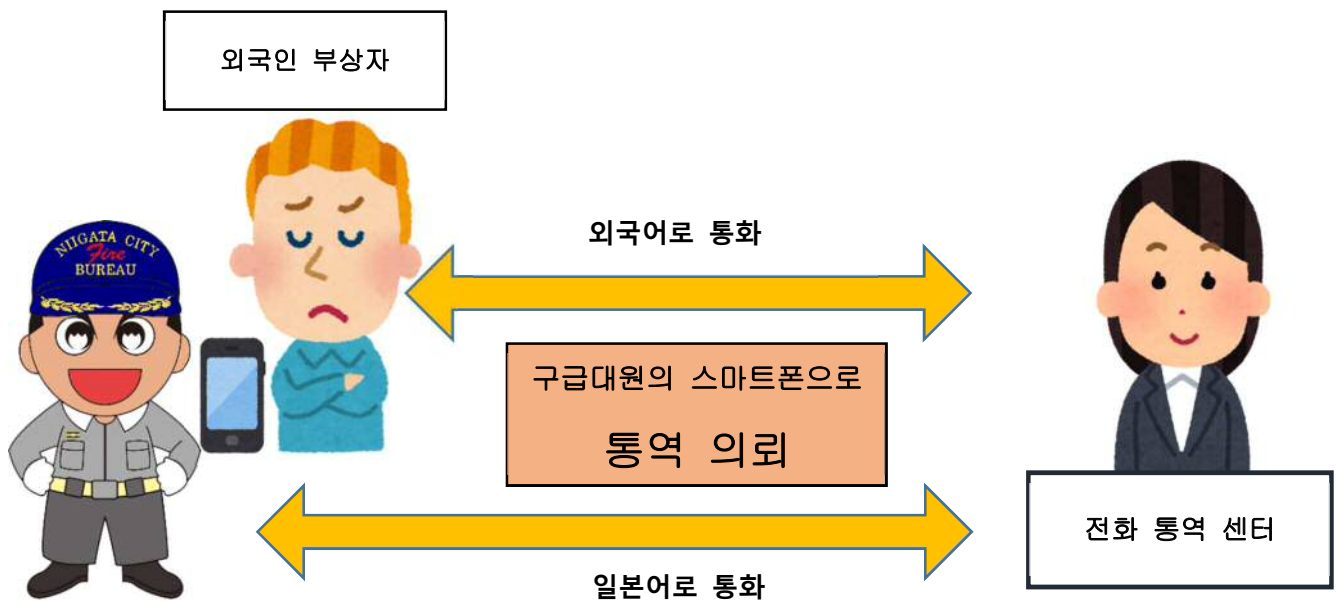 외국인 부상자
외국어로 통화
NIIGATA CITY
Fire
BUREAU
구급대원의 스마트폰으로
통역 의뢰
전화 통역 센터
일본어로 통화